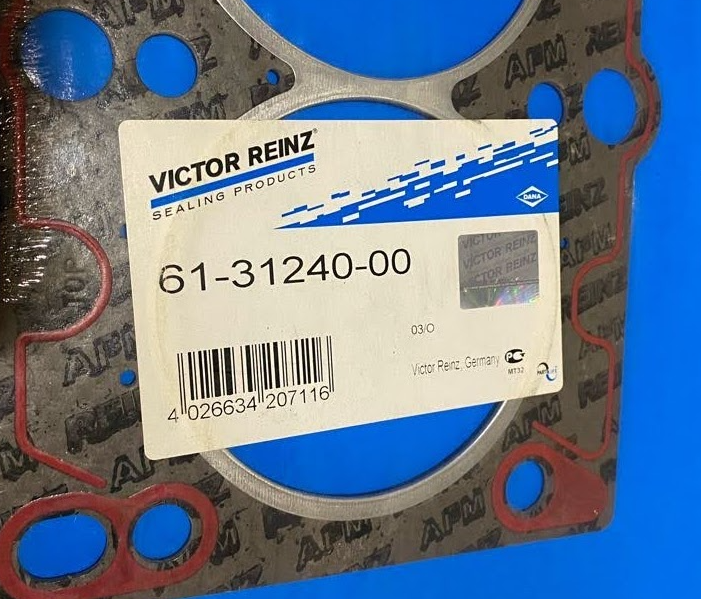 APM
REINZ
VICTOR REINZ®
SEALING PRODUCTS
DANA
61-31240-00
VICTOR REINZ
VICTOR REINZ
TOP
APM
03/O
Victor Reinz, Germany
MT32
4 026634 207116
APM
REINZ
APM
APM